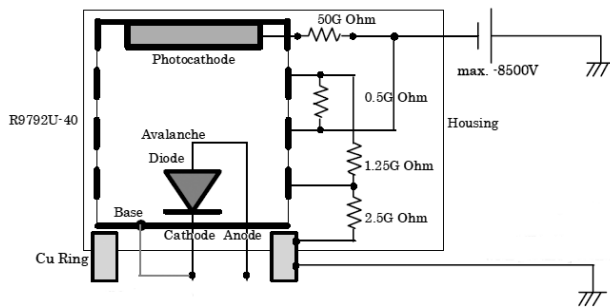 50G Ohm
Photocathode
max. -8500V
0.5G Ohm
R9792U-40
Housing
Avalanche
Diode
1.25G Ohm
Base
2.5G Ohm
Cathode Anode
Cu Ring